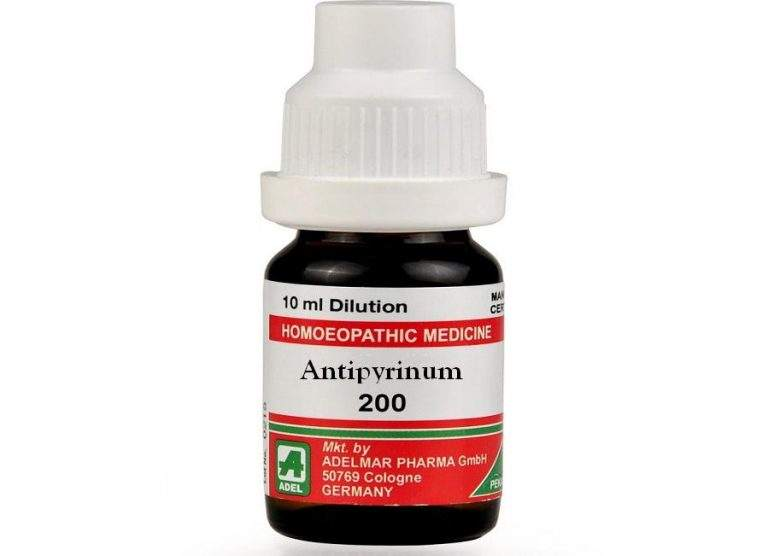 10 ml Dilution
HOMOEOPATHIC MEDICINE
Antipyrinum
200
Mkt. by
ADELMAR PHARMA GmbH
50769 Cologne
GERMANY
ADEL